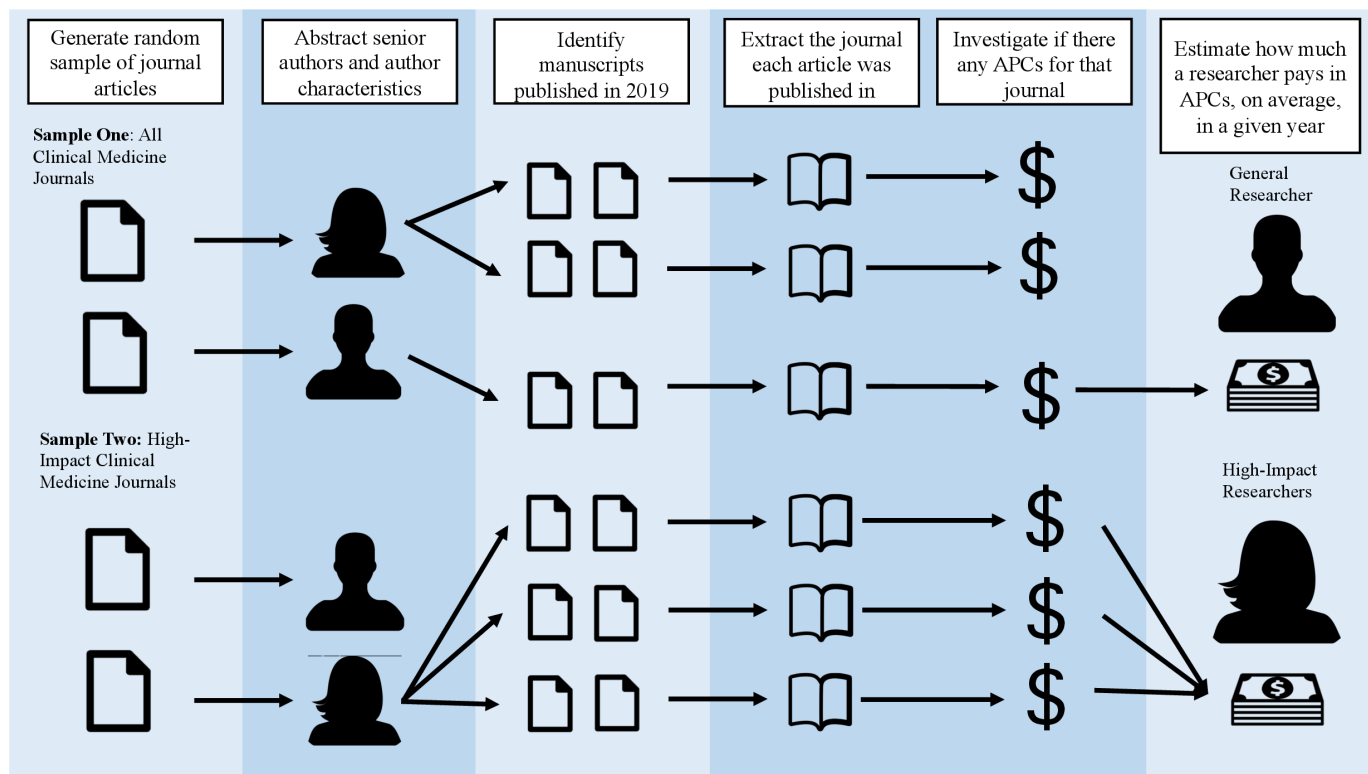 Generate random
sample of journal
articles
Abstract senior
authors and author
characteristics
Identify
manuscripts
published in 2019
Extract the journal
each article was
published in
Investigate if there
any APCs for that
journal
Estimate how much
a researcher pays in
APCs, on average,
in a given year
Sample One: All
Clinical Medicine
Journals
General
Researcher
$
$
$
$
Sample Two: High-
Impact Clinical
Medicine Journals
High-Impact
Researchers
$
$
$
$